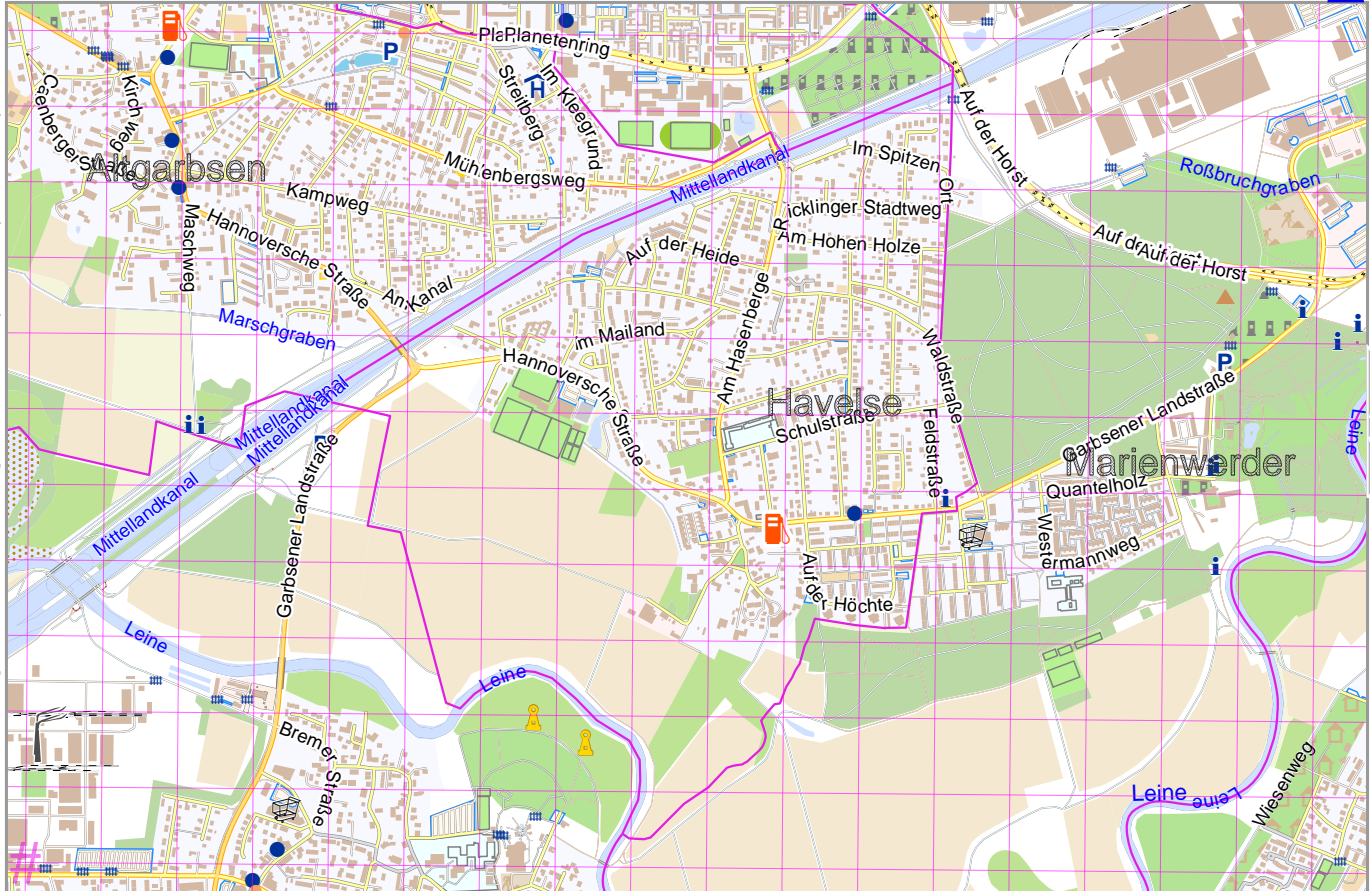 Planetenring
P
H
Streitberg
Im Kleegrund
Kirchweg
Altgarbsen
Mühlenbergsweg
Kampweg
Maschweg
Hannoversche Straße
Am Kanal
Marschgraben
Mittellandkanal
Auf der Horst
Im Spitzen Ort
Ricklinger Stadtweg
Am Hohen Holze
Roßbruchgraben
Auf der Horst
Auf der Heide
Am Hasenberge
im Mailand
Hannoversche Straße
Waldstraße
Havelse
Schulstraße
Feldstraße
P
Garbsener Landstraße
Marienwerder
Quantelholz
Westermannweg
Leine
Mittellandkanal
Mittellandkanal
Mittellandkanal
Garbsener Landstraße
Auf der Höchte
Leine
Leine
Bremer Straße
Leine
Leine
Wiesenweg